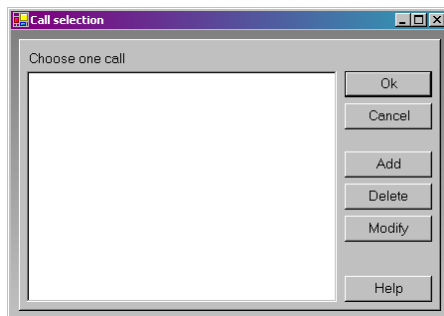 Call selection
Choose one call
Ok
Cancel
Add
Delete
Modify
Help